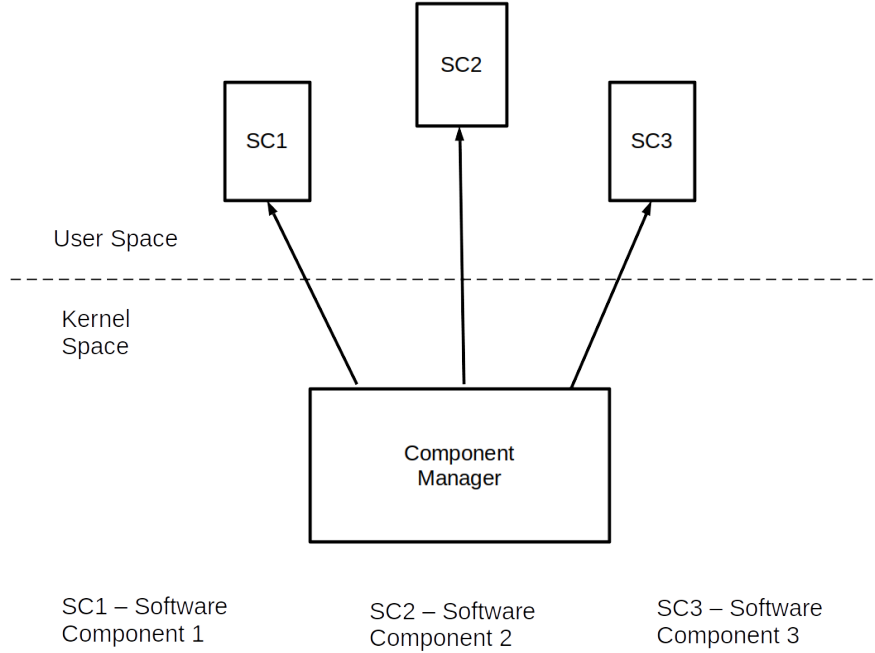 SC2
SC1
SC3
User Space
Kernel
Space
Component
Manager
SC1 – Software
Component 1
SC2 – Software
Component 2
SC3 – Software
Component 3